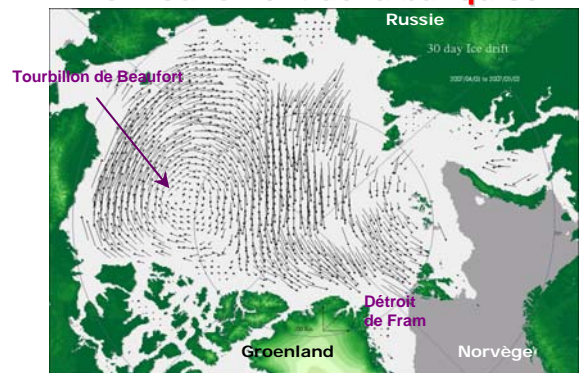 Russie
30 day Ice drift
Tourbillon de Beaufort
Détroit
de Fram
Groenland
Norvège